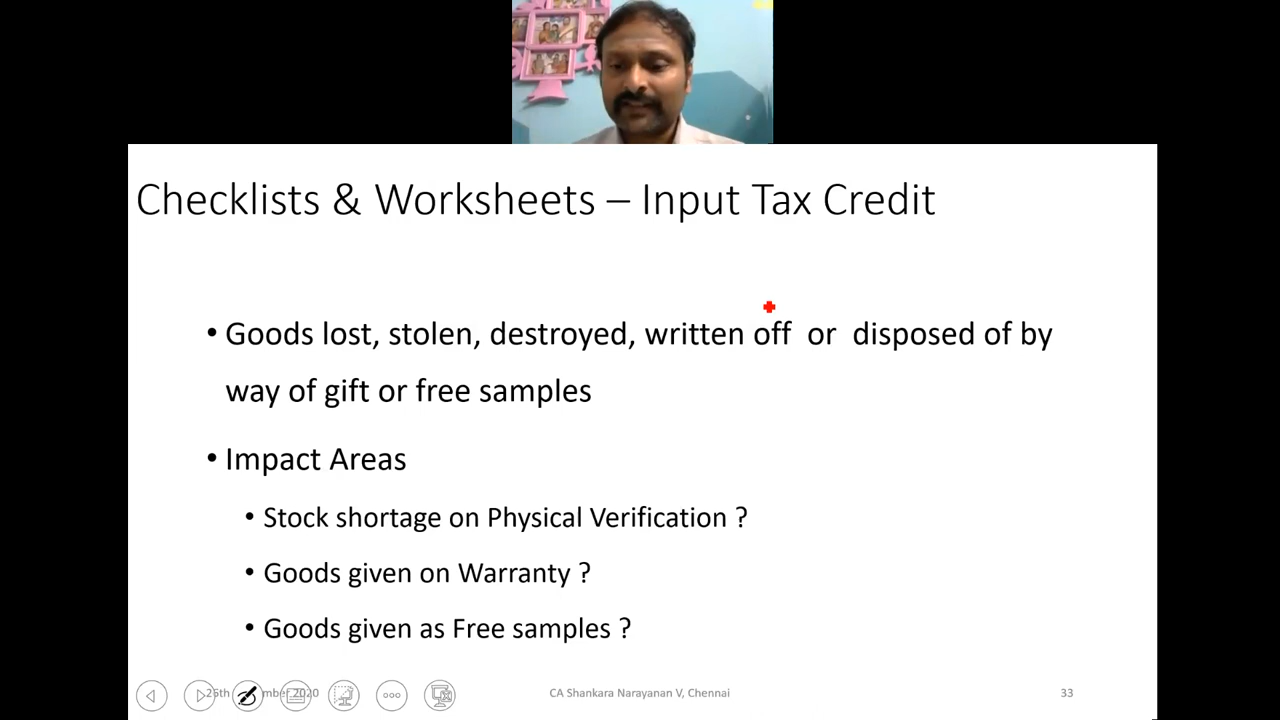 Checklists & Worksheets – Input Tax Credit
• Goods lost, stolen, destroyed, written off or disposed of by
way of gift or free samples
• Impact Areas
• Stock shortage on Physical Verification ?
• Goods given on Warranty ?
• Goods given as Free samples ?
2020
CA Shankara Narayanan V, Chennai
33